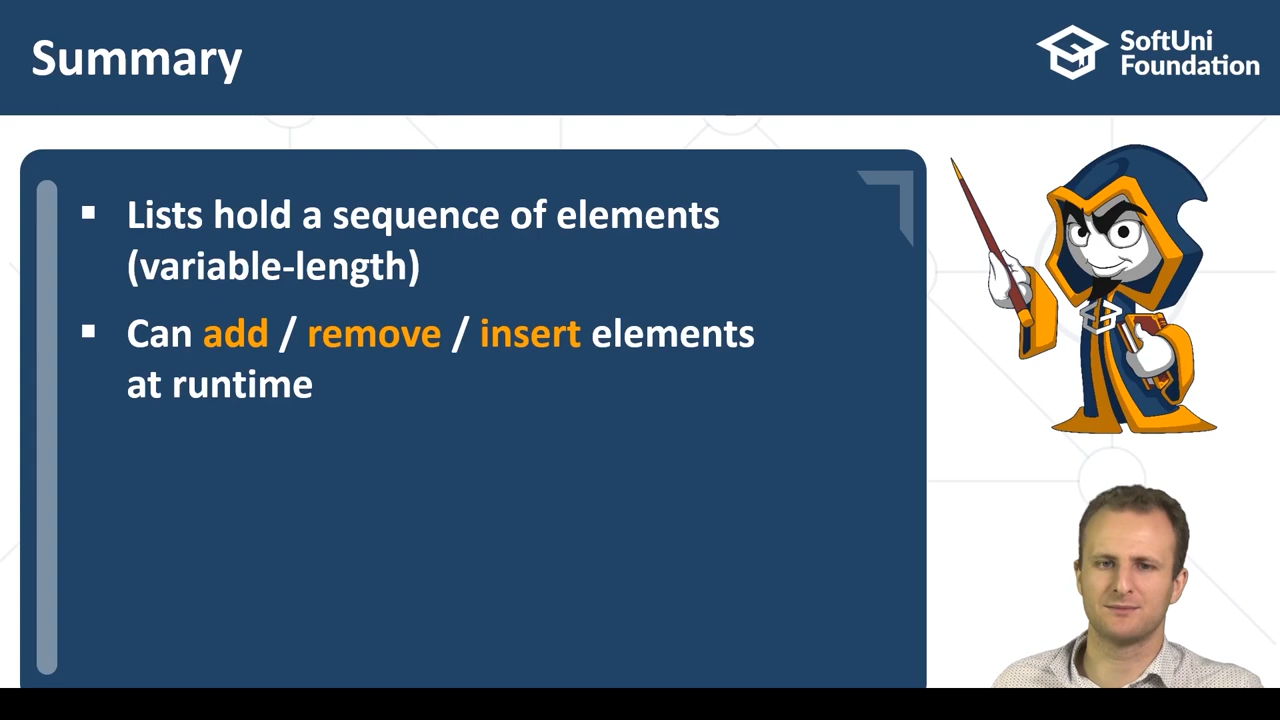 Summary
SoftUni
Foundation
▪ Lists hold a sequence of elements
(variable-length)
▪ Can add / remove / insert elements
at runtime